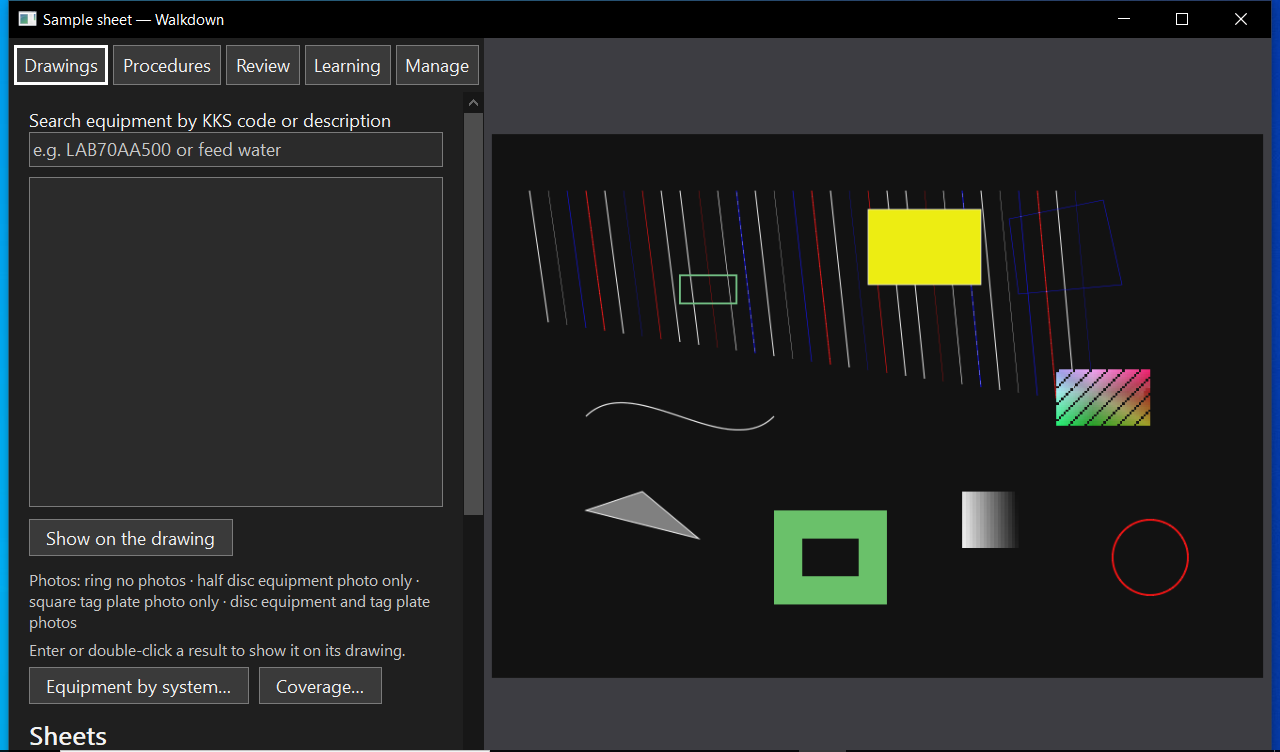 Sample sheet — Walkdown
Drawings
Procedures
Review
Learning
Manage
Search equipment by KKS code or description
e.g. LAB70AA500 or feed water
Show on the drawing
Photos: ring no photos · half disc equipment photo only ·
square tag plate photo only · disc equipment and tag plate
photos
Enter or double-click a result to show it on its drawing.
Equipment by system...
Coverage...
Sheets